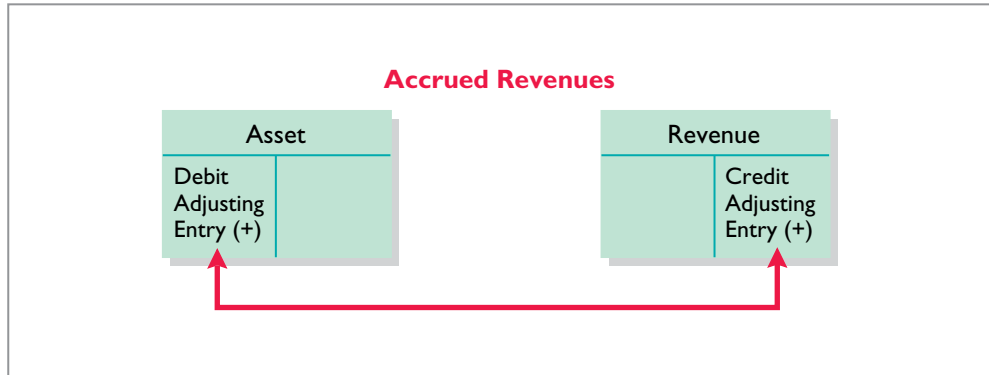 Accrued Revenues
Asset
Debit
Adjusting
Entry (+)
Revenue
Credit
Adjusting
Entry (+)